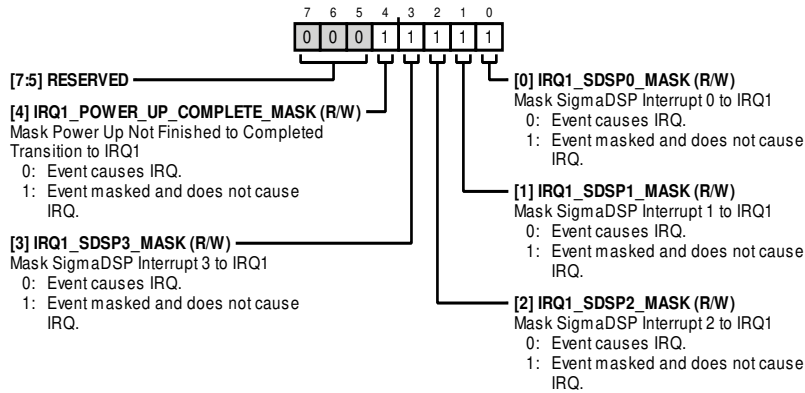 7 6 5 4 3 2 1 0
0 0 0 1 1 1 1 1
[7:5] RESERVED
[4] IRQ1_POWER_UP_COMPLETE_MASK (R/W)
Mask Power Up Not Finished to Completed
Transition to IRQ1
0: Event causes IRQ.
1: Event masked and does not cause
IRQ.
[3] IRQ1_SDSP3_MASK (R/W)
Mask SigmaDSP Interrupt 3 to IRQ1
0: Event causes IRQ.
1: Event masked and does not cause
IRQ.
[0] IRQ1_SDSP0_MASK (R/W)
Mask SigmaDSP Interrupt 0 to IRQ1
0: Event causes IRQ.
1: Event masked and does not cause
IRQ.
[1] IRQ1_SDSP1_MASK (R/W)
Mask SigmaDSP Interrupt 1 to IRQ1
0: Event causes IRQ.
1: Event masked and does not cause
IRQ.
[2] IRQ1_SDSP2_MASK (R/W)
Mask SigmaDSP Interrupt 2 to IRQ1
0: Event causes IRQ.
1: Event masked and does not cause
IRQ.